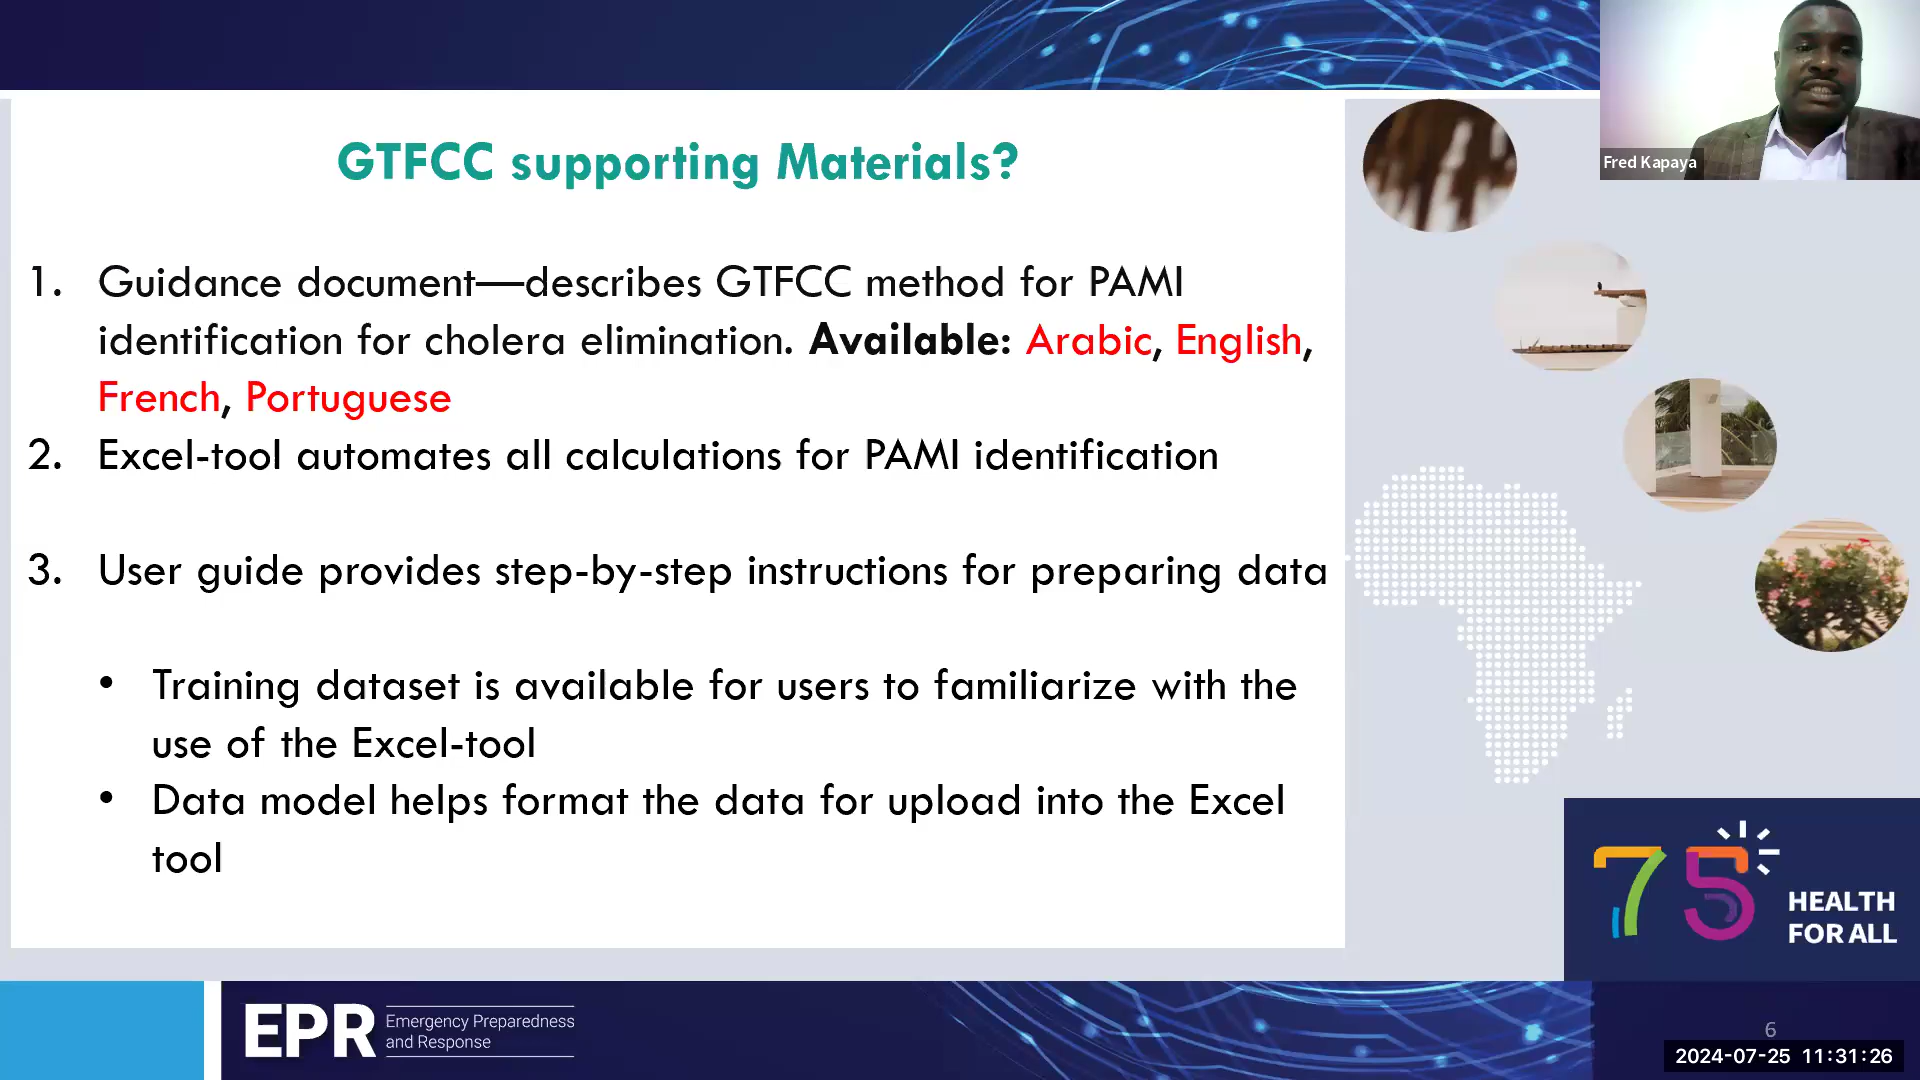 GTFCC supporting Materials?
1. Guidance document—describes GTFCC method for PAMI
identification for cholera elimination. Available: Arabic, English,
French, Portuguese
2. Excel-tool automates all calculations for PAMI identification
3. User guide provides step-by-step instructions for preparing data
• Training dataset is available for users to familiarize with the
use of the Excel-tool
• Data model helps format the data for upload into the Excel
tool
Fred Kapaya
75
HEALTH
FOR ALL
EPR
Emergency Preparedness
and Response
6
2024-07-25 11:31:26